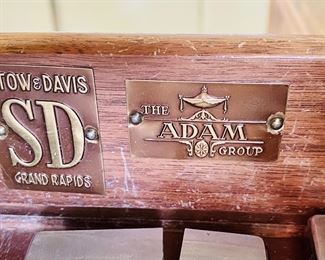 TOW & DAVIS
SD
GRAND RAPIDS
THE
ADAM
GROUP